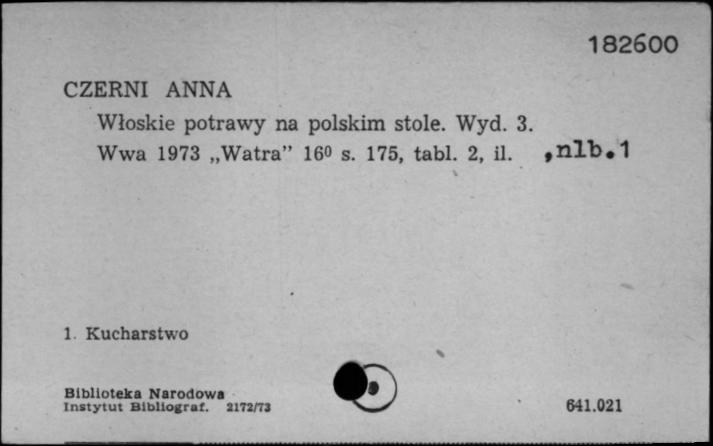 182600
CZERNI ANNA
Włoskie potrawy na polskim stole. Wyd. 3.
Wwa 1973 „Watra” 16⁰ s. 175, tabl. 2, il. ,nlb.1
1. Kucharstwo
Biblioteka Narodowa
Instytut Bibliograf. 2172/73
641.021